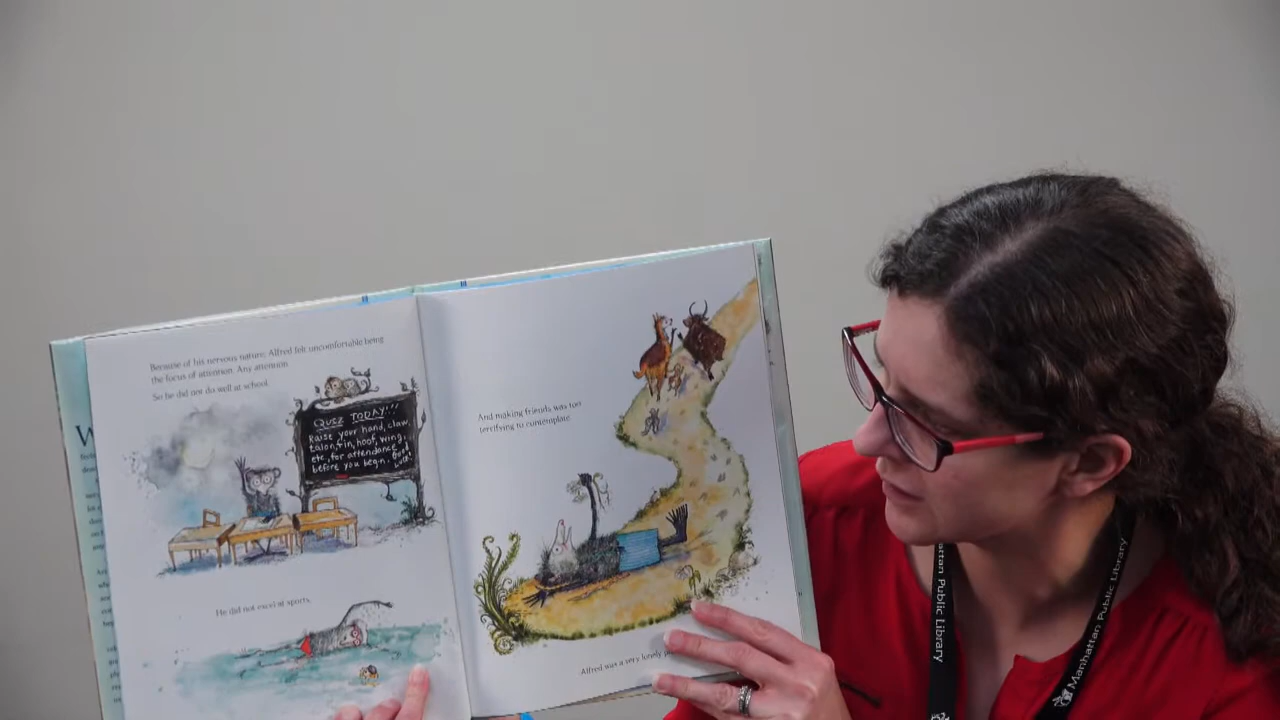 Because of his nervous nature, Alfred felt uncomfortable being
the focus of attention. Any attention.
So he did not do well at school.
QUIZ TODAY!!!
Raise your hand, claw,
talon, fin, hoof, wing,
etc, for attendance
before you begin. Good
Luck!
He did not excel at sports.
And making friends was too
terrifying to contemplate.
Alfred was a very lonely
W
Manhattan Public Library
attan Public Library